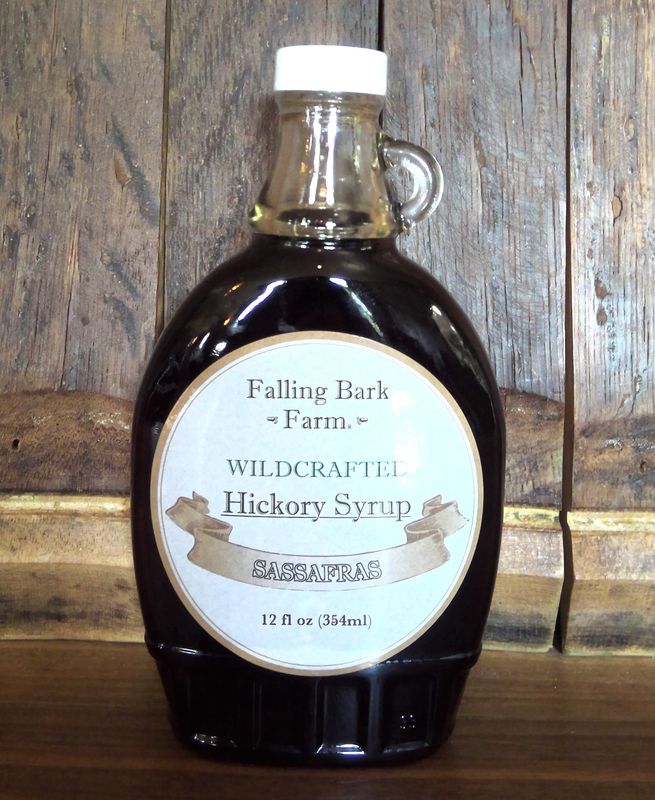 Falling Bark
Farm
WILDCRAFTED
Hickory Syrup
SASSAFRAS
12 fl oz (354ml)